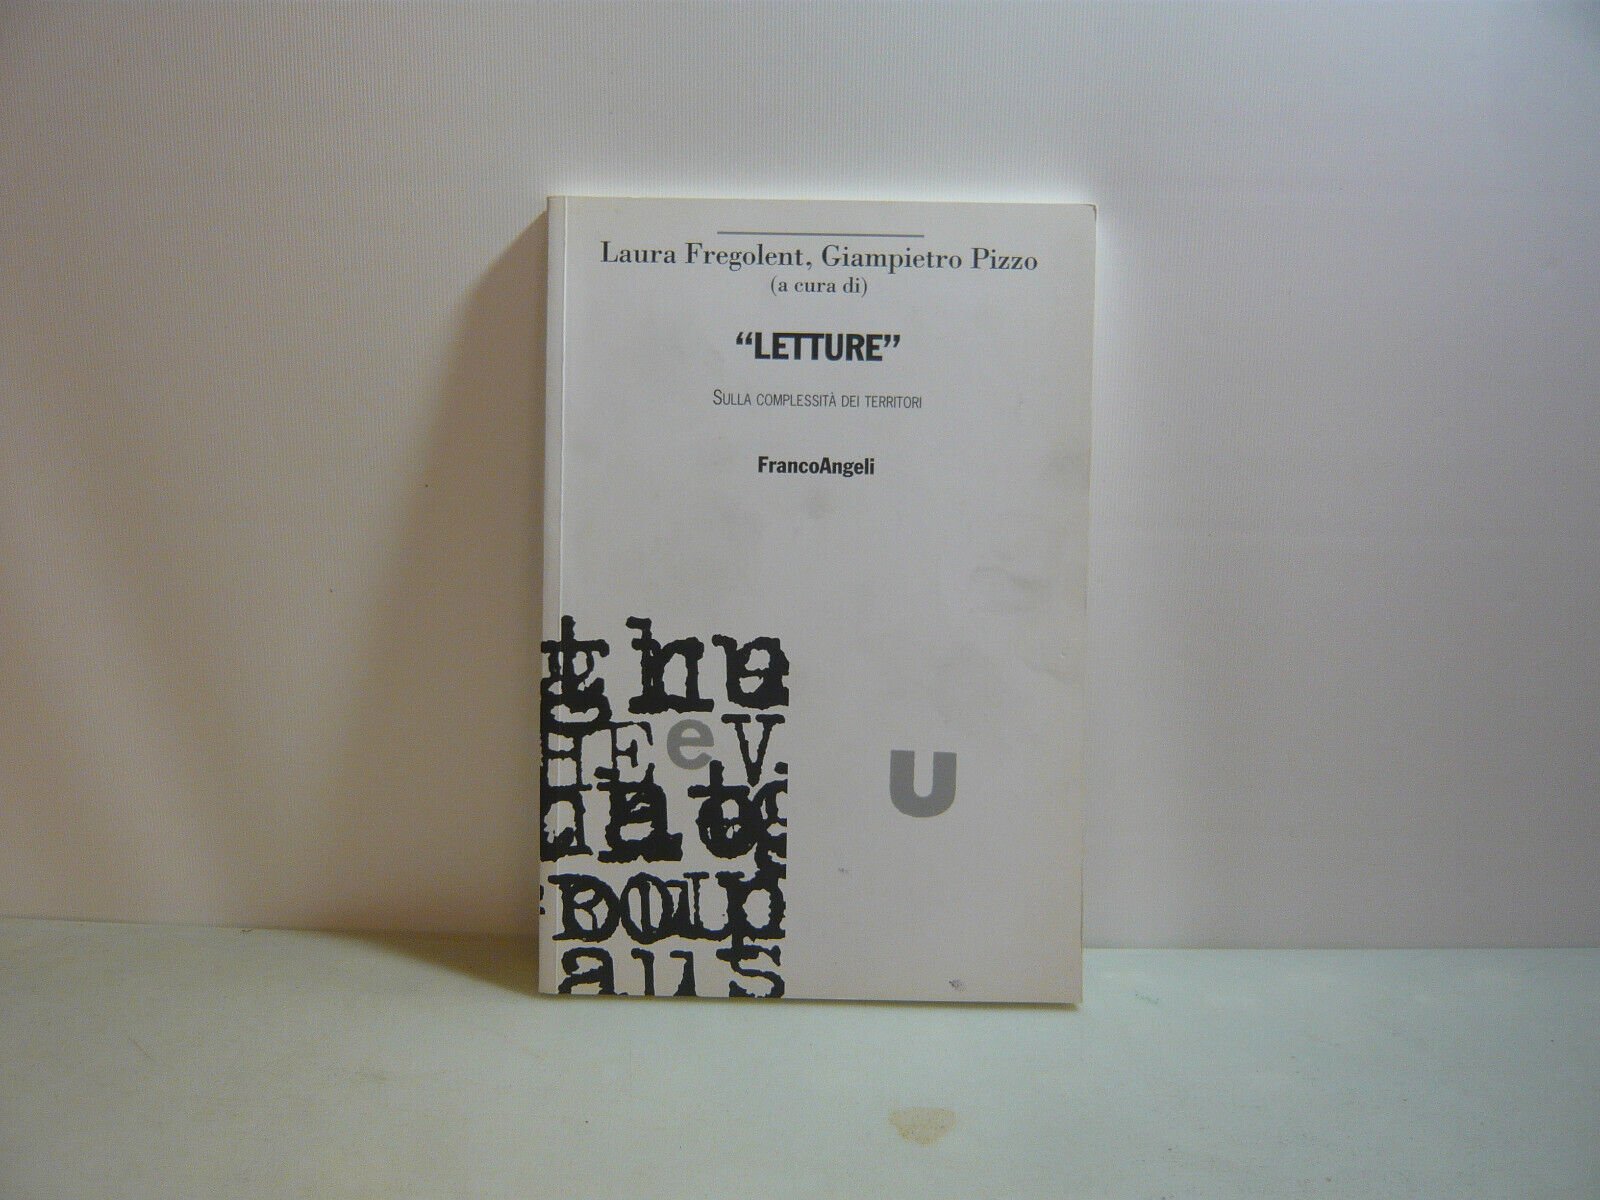 Laura Fregolent, Giampietro Pizzo
(a cura di)
“LETTURE”
SULLA COMPLESSITÀ DEI TERRITORI
FrancoAngeli
e
u